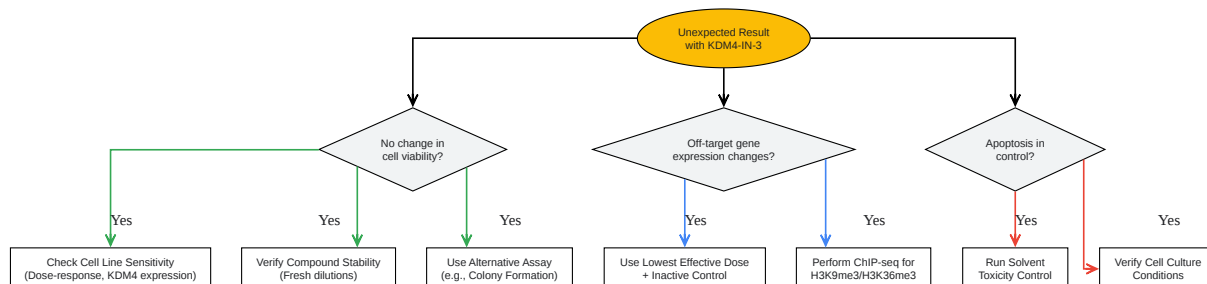 Unexpected Result
with KDM4-IN-3
No change in
cell viability?
Off-target gene
expression changes?
Apoptosis in
control?
Yes
Yes
Yes
Yes
Yes
Yes
Yes
Check Cell Line Sensitivity
(Dose-response, KDM4 expression)
Verify Compound Stability
(Fresh dilutions)
Use Alternative Assay
(e.g., Colony Formation)
Use Lowest Effective Dose
+ Inactive Control
Perform ChIP-seq for
H3K9me3/H3K36me3
Run Solvent
Toxicity Control
Verify Cell Culture
Conditions